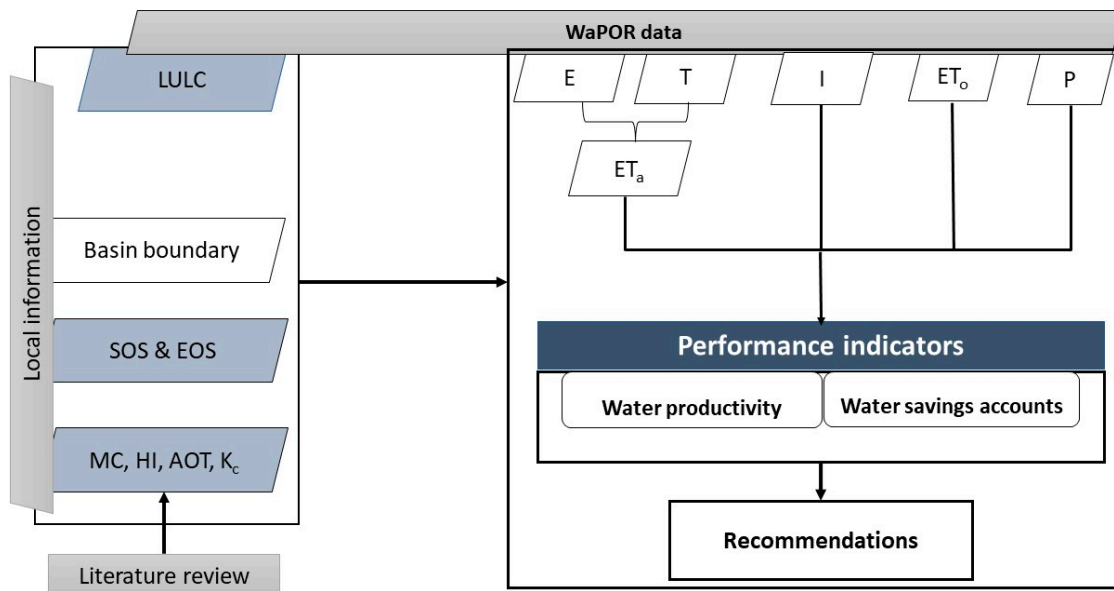 WaPOR data
Local information
LULC
Basin boundary
SOS & EOS
MC, HI, AOT, Kc
Literature review
E
T
I
ETo
P
ETa
Performance indicators
Water productivity
Water savings accounts
Recommendations